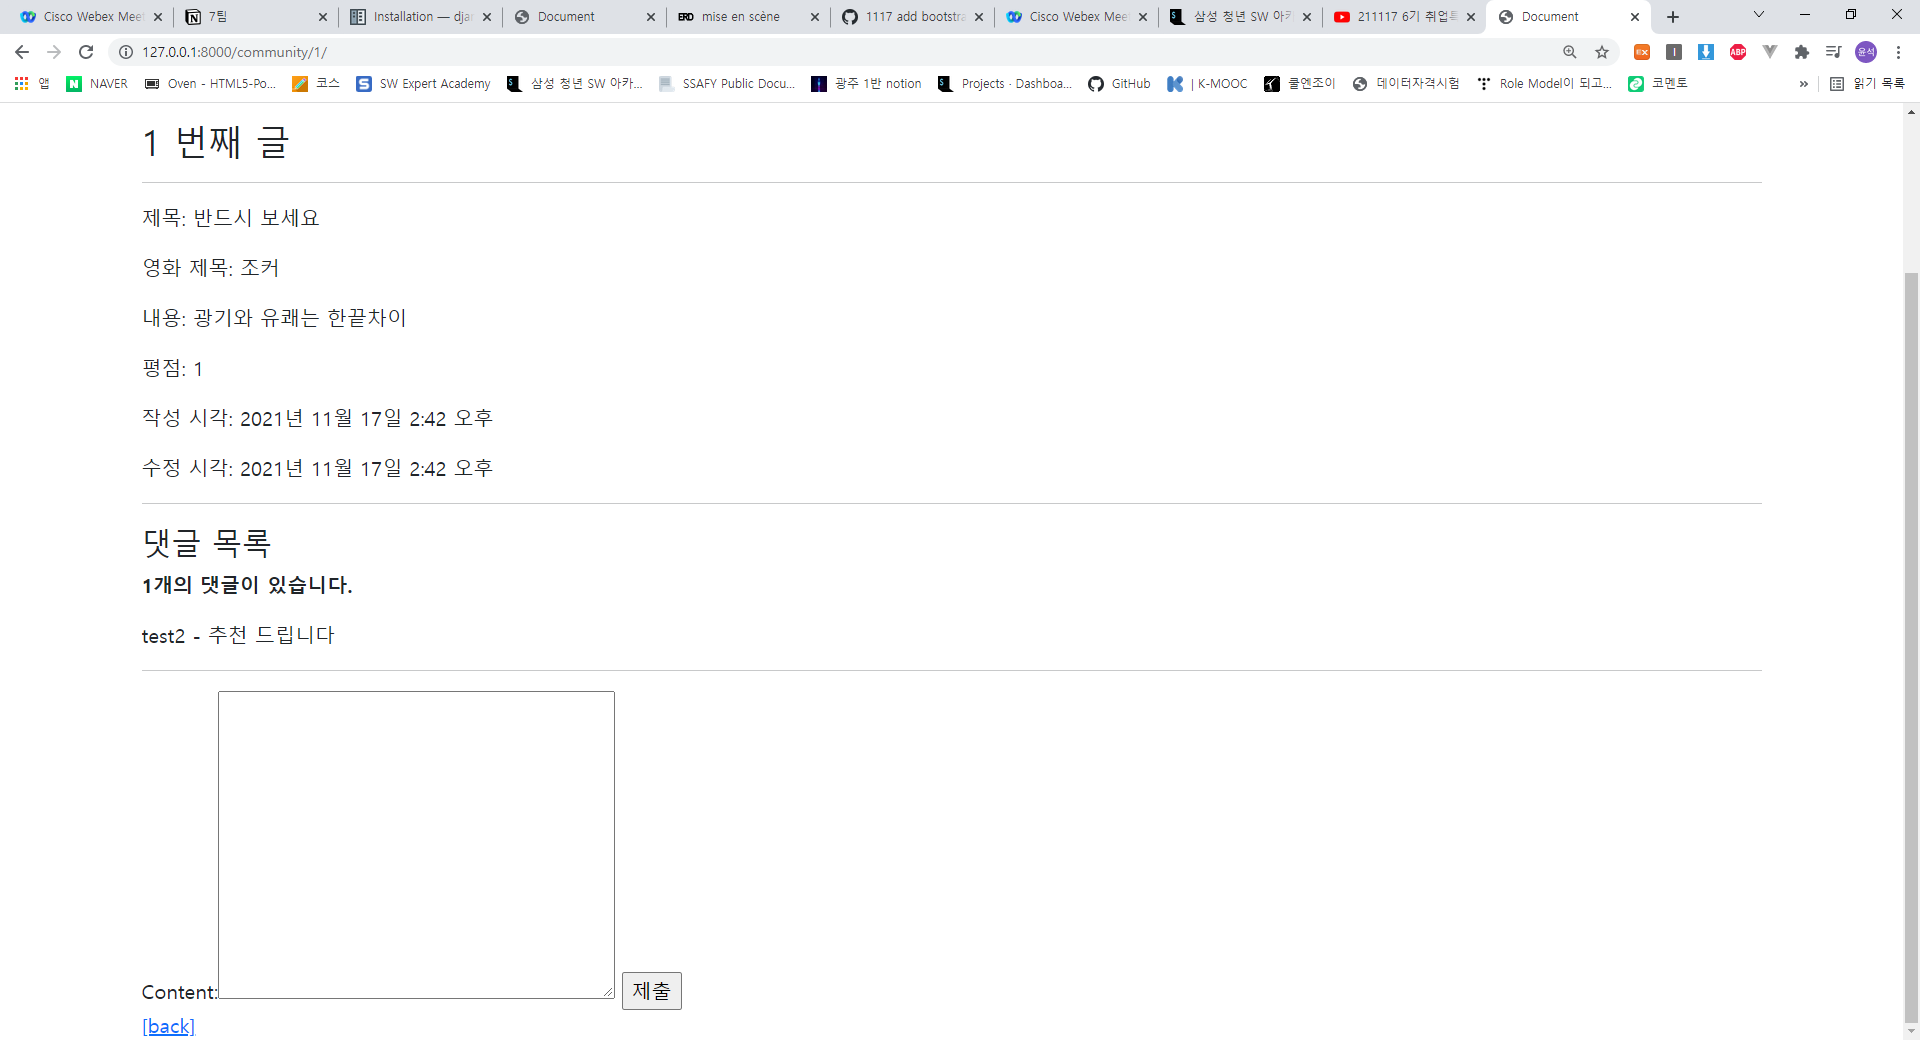 Cisco Webex Meet
7팀
Installation — djan
Document
mise en scène
1117 add bootstra
Cisco Webex Meet
삼성 청년 SW 아카
211117 6기 취업특
Document
127.0.0.1:8000/community/1/
앱
NAVER
Oven - HTML5-Po...
코스
SW Expert Academy
삼성 청년 SW 아카...
SSAFY Public Docu...
광주 1반 notion
Projects · Dashboa...
GitHub
| K-MOOC
쿨엔조이
데이터자격시험
Role Model이 되고...
코멘토
»
읽기 목록
1 번째 글
제목: 반드시 보세요
영화 제목: 조커
내용: 광기와 유쾌는 한끝차이
평점: 1
작성 시각: 2021년 11월 17일 2:42 오후
수정 시각: 2021년 11월 17일 2:42 오후
댓글 목록
1개의 댓글이 있습니다.
test2 - 추천 드립니다
Content:
제출
[back]